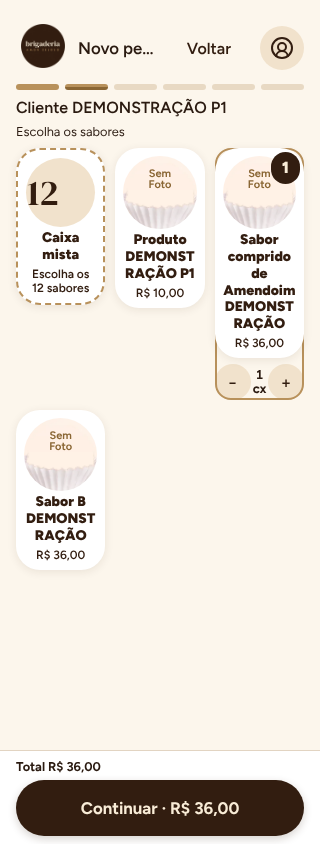 brigaderia
Novo pe...
Voltar
Cliente DEMONSTRAÇÃO P1
Escolha os sabores
12
Caixa
mista
Escolha os
12 sabores
Sem
Foto
Produto
DEMONST
RAÇÃO P1
R$ 10,00
Sem
Foto
1
Sabor
comprido
de
Amendoim
DEMONST
RAÇÃO
R$ 36,00
-
1
cx
+
Sem
Foto
Sabor B
DEMONST
RAÇÃO
R$ 36,00
Total R$ 36,00
Continuar · R$ 36,00